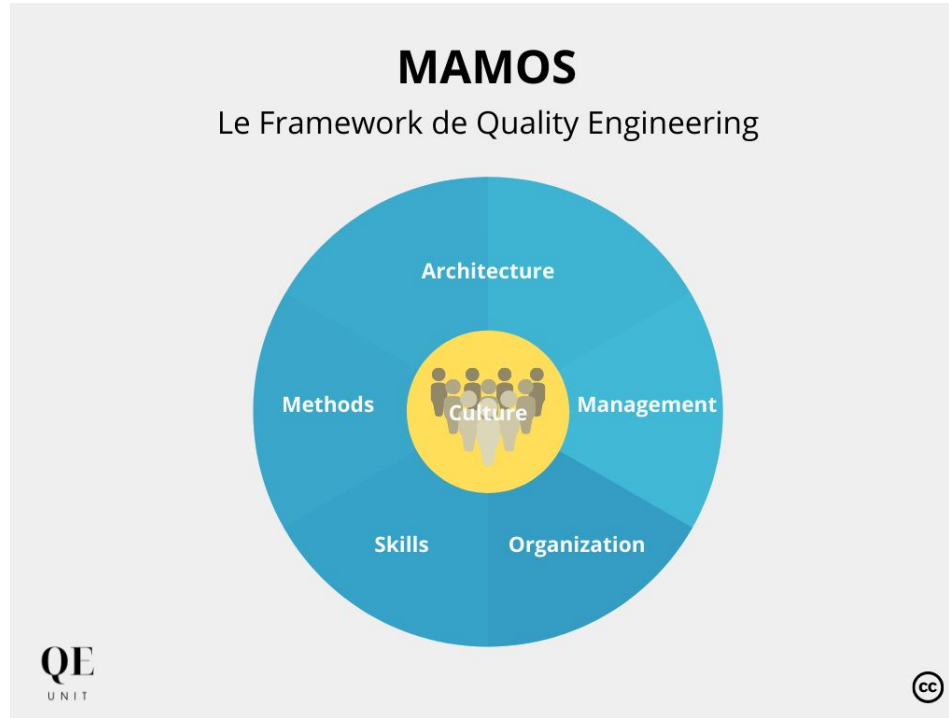 MAMOS
Le Framework de Quality Engineering
Architecture
Methods
Culture
Management
Skills
Organization
QE
UNIT
cc